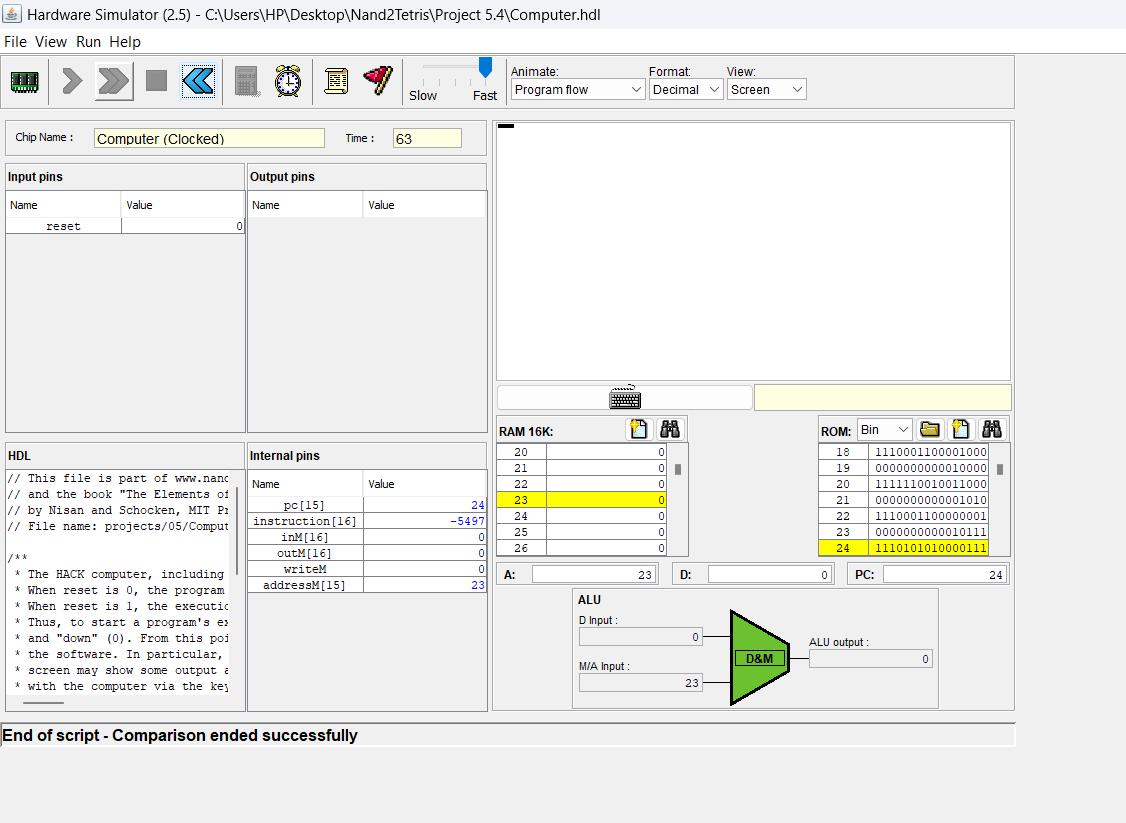 Hardware Simulator (2.5) - C:\Users\HP\Desktop\Nand2Tetris\Project 5.4\Computer.hdl
File View Run Help
Slow Fast
Animate: Format: View:
Program flow Decimal Screen
Chip Name : Computer (Clocked) Time : 63
Input pins
Name Value
reset 0
Output pins
Name Value
HDL
// This file is part of www.nand
// and the book "The Elements of
// by Nisan and Schocken, MIT Pr
// File name: projects/05/Comput
/**
* The HACK computer, including
* When reset is 0, the program
* When reset is 1, the executio
* Thus, to start a program's ex
* and "down" (0). From this poi
* the software. In particular,
* screen may show some output a
* with the computer via the key
Internal pins
Name Value
pc[15] 24
instruction[16] -5497
inM[16] 0
outM[16] 0
writeM 0
addressM[15] 23
RAM 16K:
20 0
21 0
22 0
23 0
24 0
25 0
26 0
ROM: Bin
18 1110001100001000
19 0000000000010000
20 1111110010011000
21 0000000000001010
22 1110001100000001
23 0000000000010111
24 1110101010000111
A: 23 D: 0 PC: 24
ALU
D Input :
0
M/A Input :
23
D&M
ALU output :
0
End of script - Comparison ended successfully